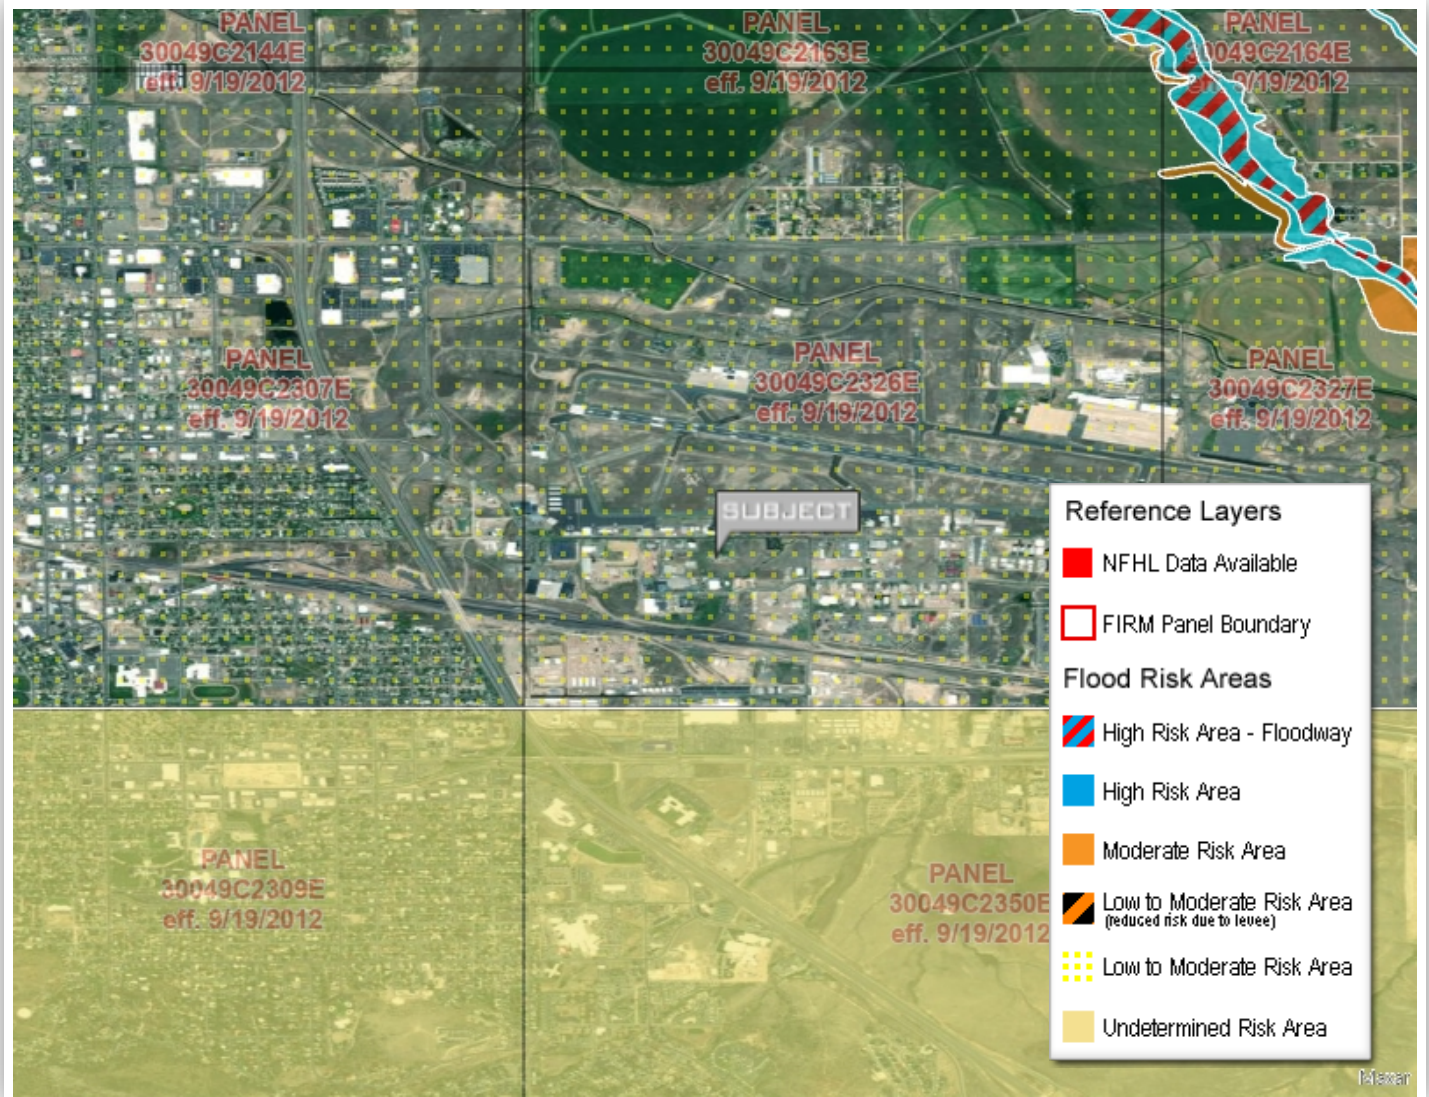 PANEL
30049C2144E
eff. 9/19/2012
PANEL
30049C2163E
eff. 9/19/2012
PANEL
30049C2164E
eff. 9/19/2012
PANEL
30049C2307E
eff. 9/19/2012
PANEL
30049C2326E
eff. 9/19/2012
PANEL
30049C2327E
eff. 9/19/2012
SUBJECT
PANEL
30049C2309E
eff. 9/19/2012
PANEL
30049C2350E
eff. 9/19/2012
Reference Layers
NFHL Data Available
FIRM Panel Boundary
Flood Risk Areas
High Risk Area - Floodway
High Risk Area
Moderate Risk Area
Low to Moderate Risk Area
(reduced risk due to levee)
Low to Moderate Risk Area
Undetermined Risk Area
Maxar